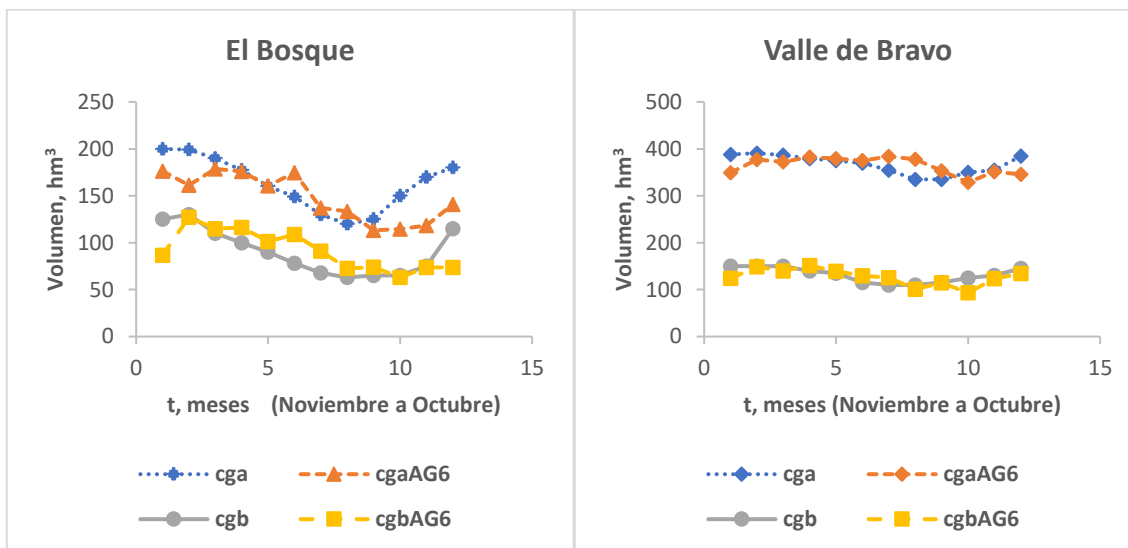 El Bosque
250
200
150
100
50
0
0 5 10 15
Volumen, hm³
t, meses (Noviembre a Octubre)
cga cgaAG6
cgb cgbAG6
Valle de Bravo
500
400
300
200
100
0
0 5 10 15
Volumen, hm³
t, meses (Noviembre a Octubre)
cga cgaAG6
cgb cgbAG6